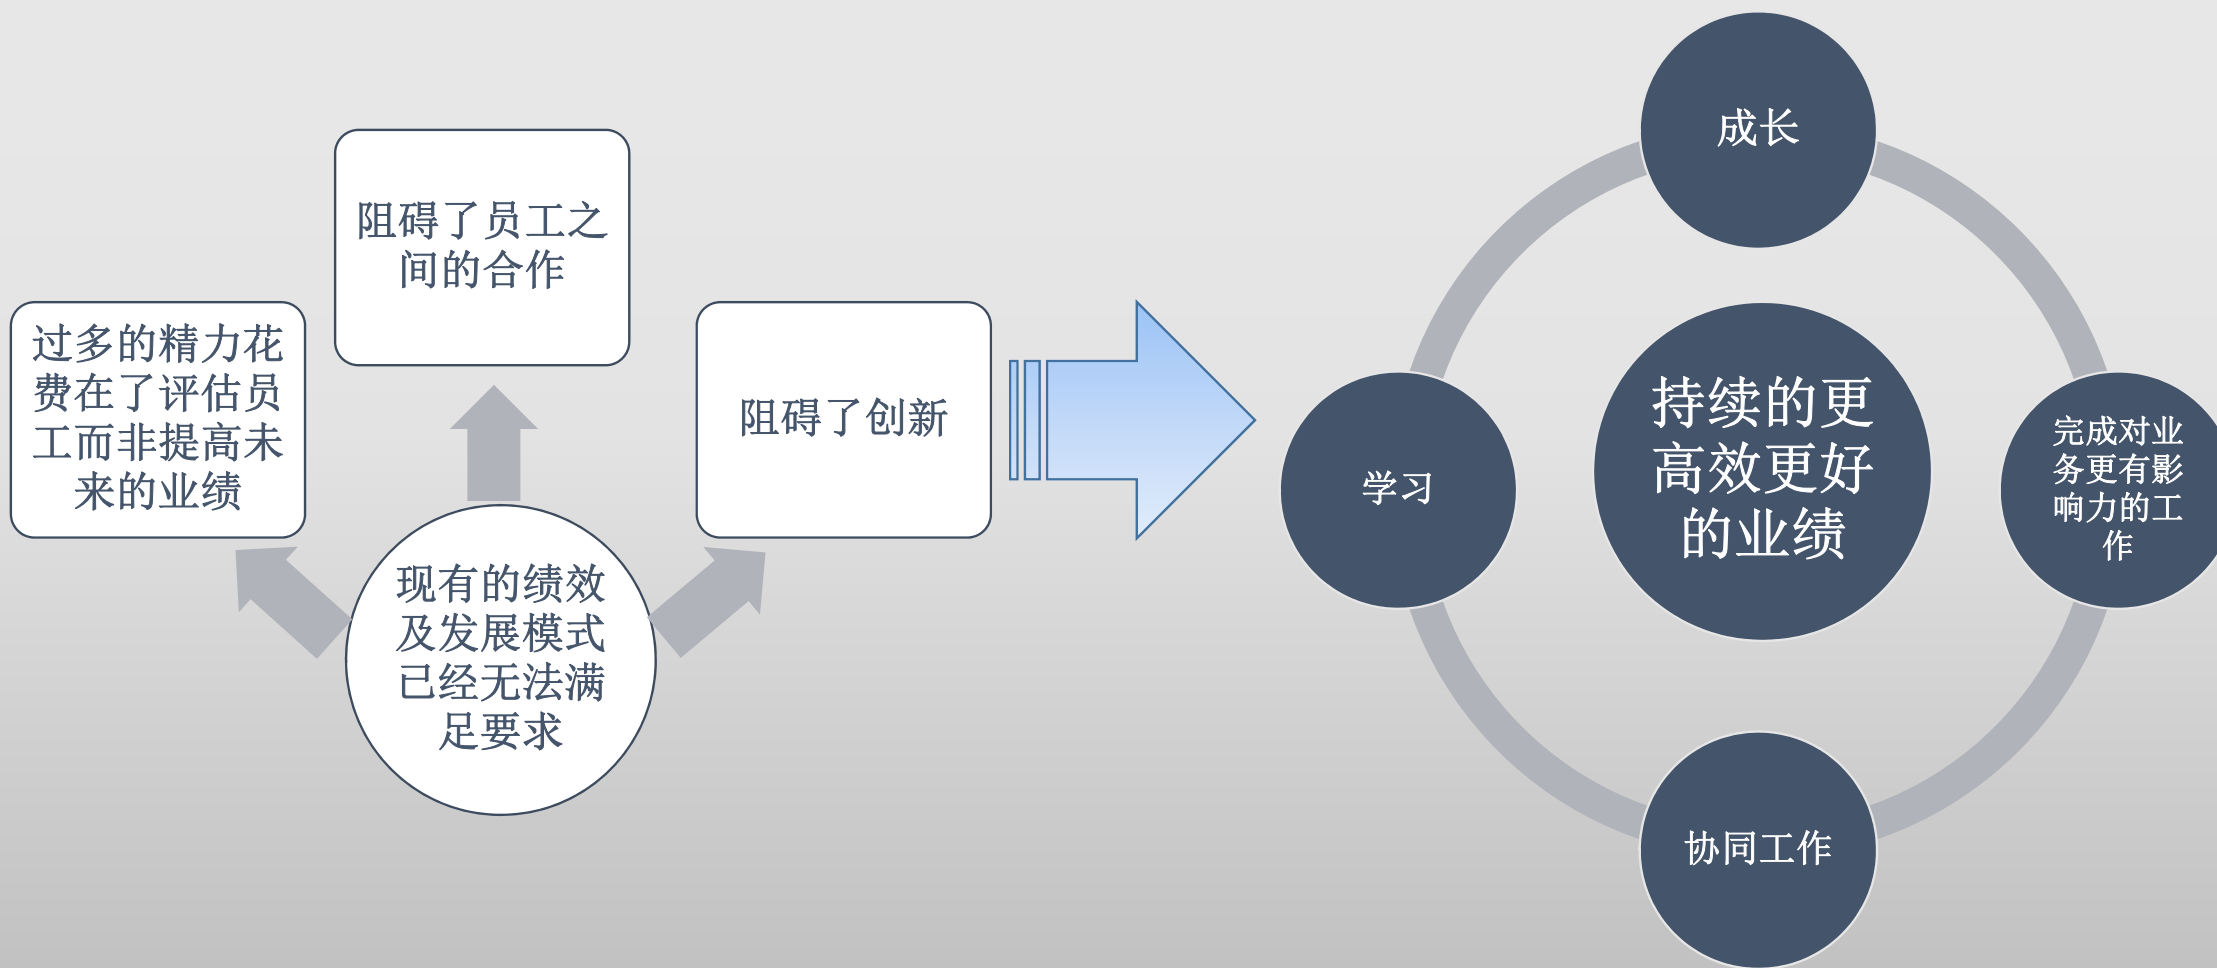 阻碍了员工之
间的合作
过多的精力花
费在了评估员
工而非提高未
来的业绩
阻碍了创新
现有的绩效
及发展模式
已经无法满
足要求
成长
学习
持续的更
高效更好
的业绩
完成对业
务更有影
响力的工
作
协同工作